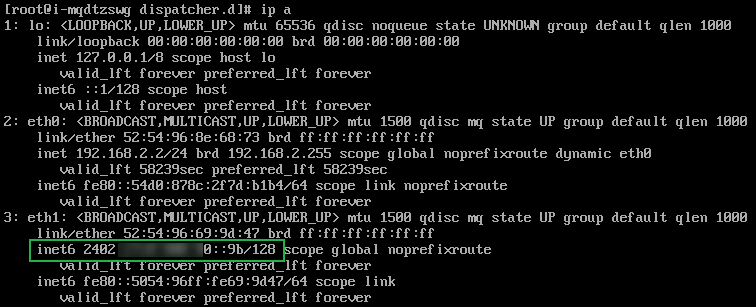 [root@i-mqdtzswg dispatcher.d]# ip a
1: lo: <LOOPBACK,UP,LOWER_UP> mtu 65536 qdisc noqueue state UNKNOWN group default qlen 1000
link/loopback 00:00:00:00:00:00 brd 00:00:00:00:00:00
inet 127.0.0.1/8 scope host lo
valid_lft forever preferred_lft forever
inet6 ::1/128 scope host
valid_lft forever preferred_lft forever
2: eth0: <BROADCAST,MULTICAST,UP,LOWER_UP> mtu 1500 qdisc mq state UP group default qlen 1000
link/ether 52:54:96:8e:68:73 brd ff:ff:ff:ff:ff:ff
inet 192.168.2.2/24 brd 192.168.2.255 scope global noprefixroute dynamic eth0
valid_lft 58239sec preferred_lft 58239sec
inet6 fe80::54d0:878c:2f7d:b1b4/64 scope link noprefixroute
valid_lft forever preferred_lft forever
3: eth1: <BROADCAST,MULTICAST,UP,LOWER_UP> mtu 1500 qdisc mq state UP group default qlen 1000
link/ether 52:54:96:69:9d:47 brd ff:ff:ff:ff:ff:ff
inet6 2402 0::9b/128 scope global noprefixroute
valid_lft forever preferred_lft forever
inet6 fe80::5054:96ff:fe69:9d47/64 scope link
valid_lft forever preferred_lft forever